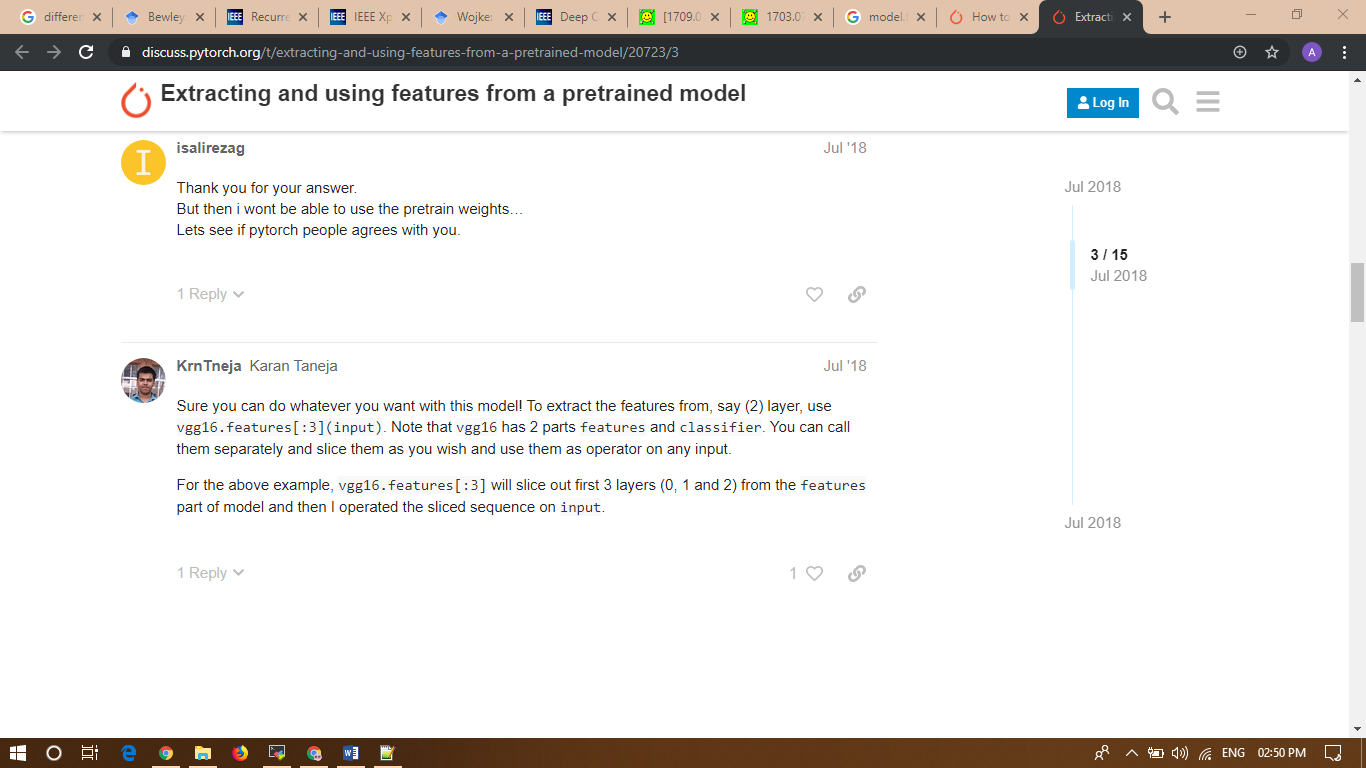 differen
Bewley
Recurre
IEEE Xp
Wojke
Deep C
[1709.0
1703.07
model.
How to
Extracti
discuss.pytorch.org/t/extracting-and-using-features-from-a-pretrained-model/20723/3
A
Extracting and using features from a pretrained model
Log In
I
isalirezag
Jul '18
Thank you for your answer.
But then i wont be able to use the pretrain weights…
Lets see if pytorch people agrees with you.
1 Reply
Jul 2018
3 / 15
Jul 2018
Jul 2018
KrnTneja Karan Taneja
Jul '18
Sure you can do whatever you want with this model! To extract the features from, say (2) layer, use
vgg16.features[:3](input). Note that vgg16 has 2 parts features and classifier. You can call
them separately and slice them as you wish and use them as operator on any input.
For the above example, vgg16.features[:3] will slice out first 3 layers (0, 1 and 2) from the features
part of model and then I operated the sliced sequence on input.
1 Reply
1
ENG
02:50 PM